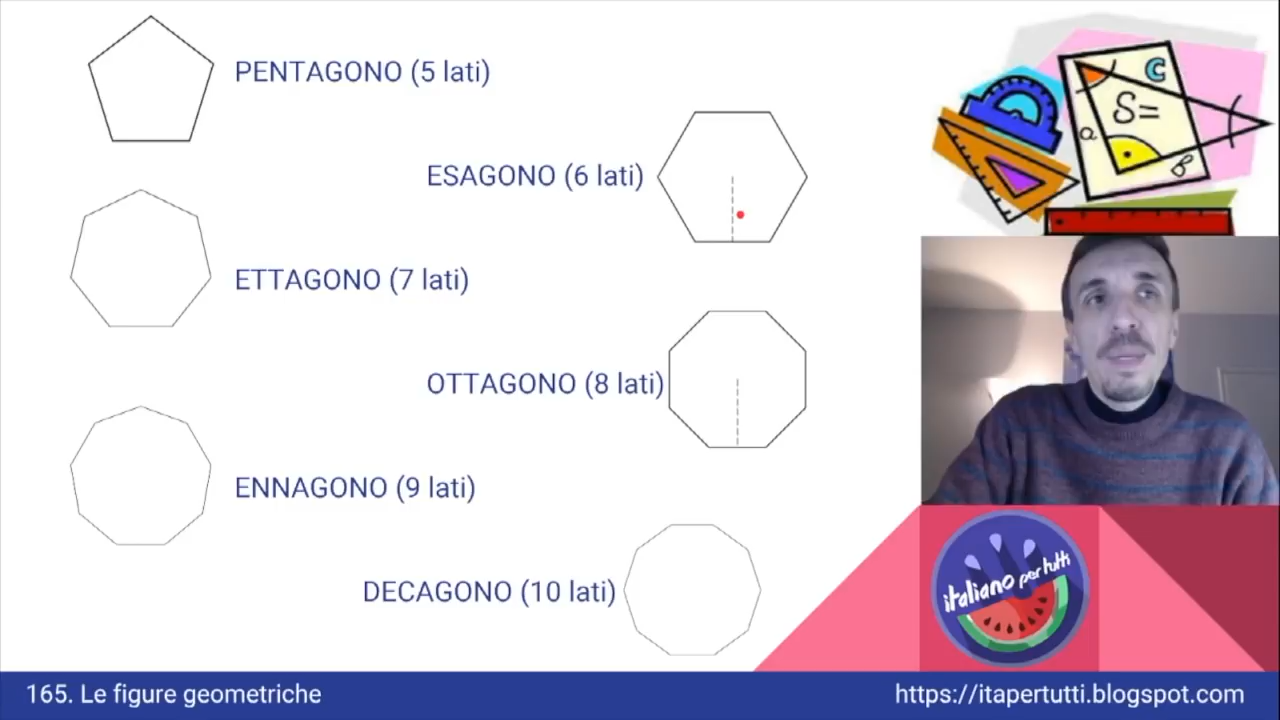 PENTAGONO (5 lati)
ESAGONO (6 lati)
ETTAGONO (7 lati)
OTTAGONO (8 lati)
ENNAGONO (9 lati)
DECAGONO (10 lati)
C
S=
a
B
italiano per tutti
165. Le figure geometriche
https://itapertutti.blogspot.com